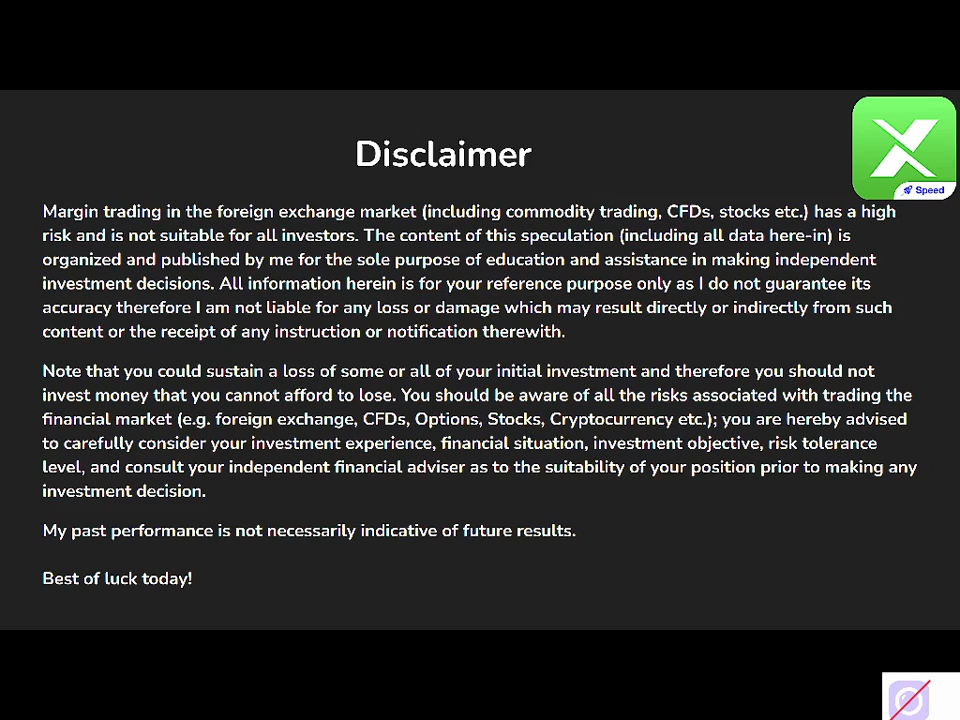 Disclaimer
Speed
Margin trading in the foreign exchange market (including commodity trading, CFDs, stocks etc.) has a high
risk and is not suitable for all investors. The content of this speculation (including all data here-in) is
organized and published by me for the sole purpose of education and assistance in making independent
investment decisions. All information herein is for your reference purpose only as I do not guarantee its
accuracy therefore I am not liable for any loss or damage which may result directly or indirectly from such
content or the receipt of any instruction or notification therewith.
Note that you could sustain a loss of some or all of your initial investment and therefore you should not
invest money that you cannot afford to lose. You should be aware of all the risks associated with trading the
financial market (e.g. foreign exchange, CFDs, Options, Stocks, Cryptocurrency etc.); you are hereby advised
to carefully consider your investment experience, financial situation, investment objective, risk tolerance
level, and consult your independent financial adviser as to the suitability of your position prior to making any
investment decision.
My past performance is not necessarily indicative of future results.
Best of luck today!